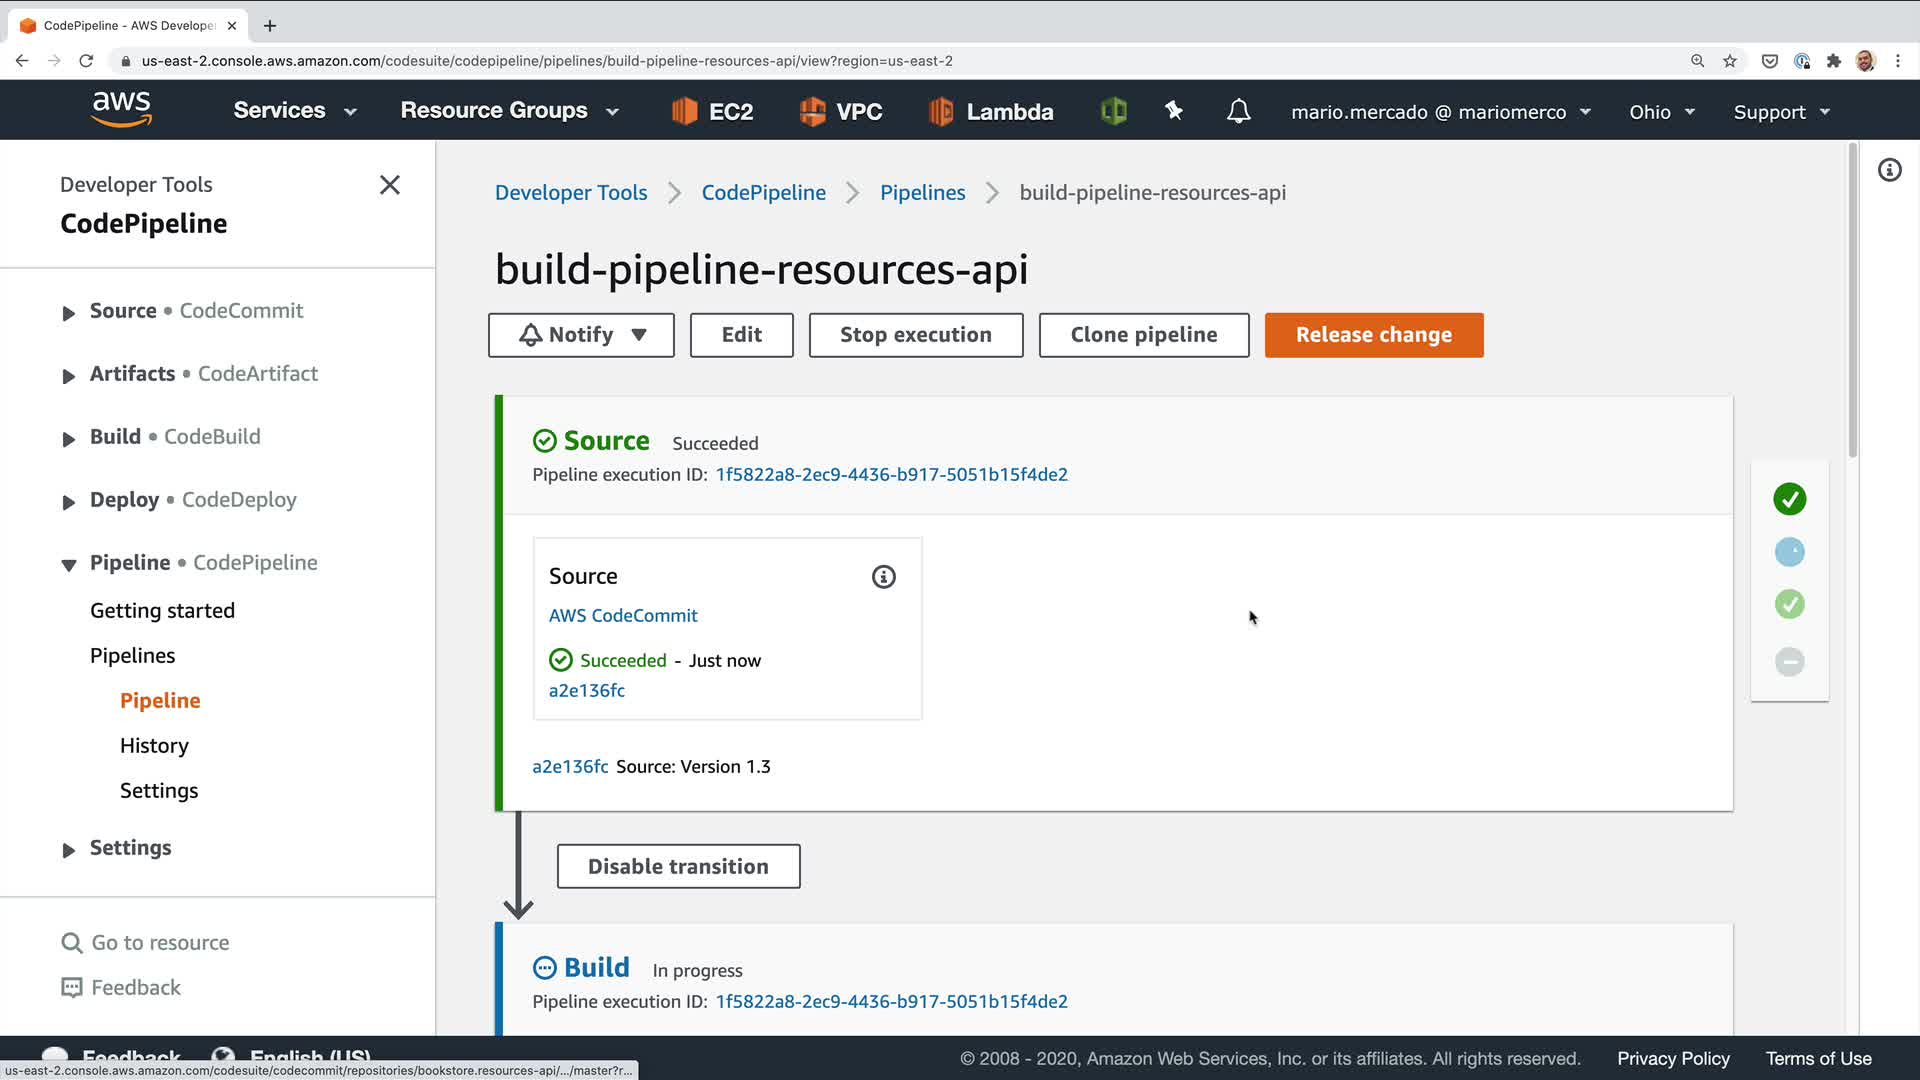 CodePipeline - AWS Develope
us-east-2.console.aws.amazon.com/codesuite/codepipeline/pipelines/build-pipeline-resources-api/view?region=us-east-2
aws Services Resource Groups EC2 VPC Lambda mario.mercado @ mariomerco Ohio Support
Developer Tools
CodePipeline
Source • CodeCommit
Artifacts • CodeArtifact
Build • CodeBuild
Deploy • CodeDeploy
Pipeline • CodePipeline
Getting started
Pipelines
Pipeline
History
Settings
Settings
Go to resource
Feedback
Developer Tools CodePipeline Pipelines build-pipeline-resources-api
build-pipeline-resources-api
Notify Edit Stop execution Clone pipeline Release change
Source Succeeded
Pipeline execution ID: 1f5822a8-2ec9-4436-b917-5051b15f4de2
Source
AWS CodeCommit
Succeeded - Just now
a2e136fc
a2e136fc Source: Version 1.3
Disable transition
Build In progress
Pipeline execution ID: 1f5822a8-2ec9-4436-b917-5051b15f4de2
Feedback English (US) © 2008 - 2020, Amazon Web Services, Inc. or its affiliates. All rights reserved. Privacy Policy Terms of Use
us-east-2.console.aws.amazon.com/codesuite/codecommit/repositories/bookstore.resources-api/.../master?r...